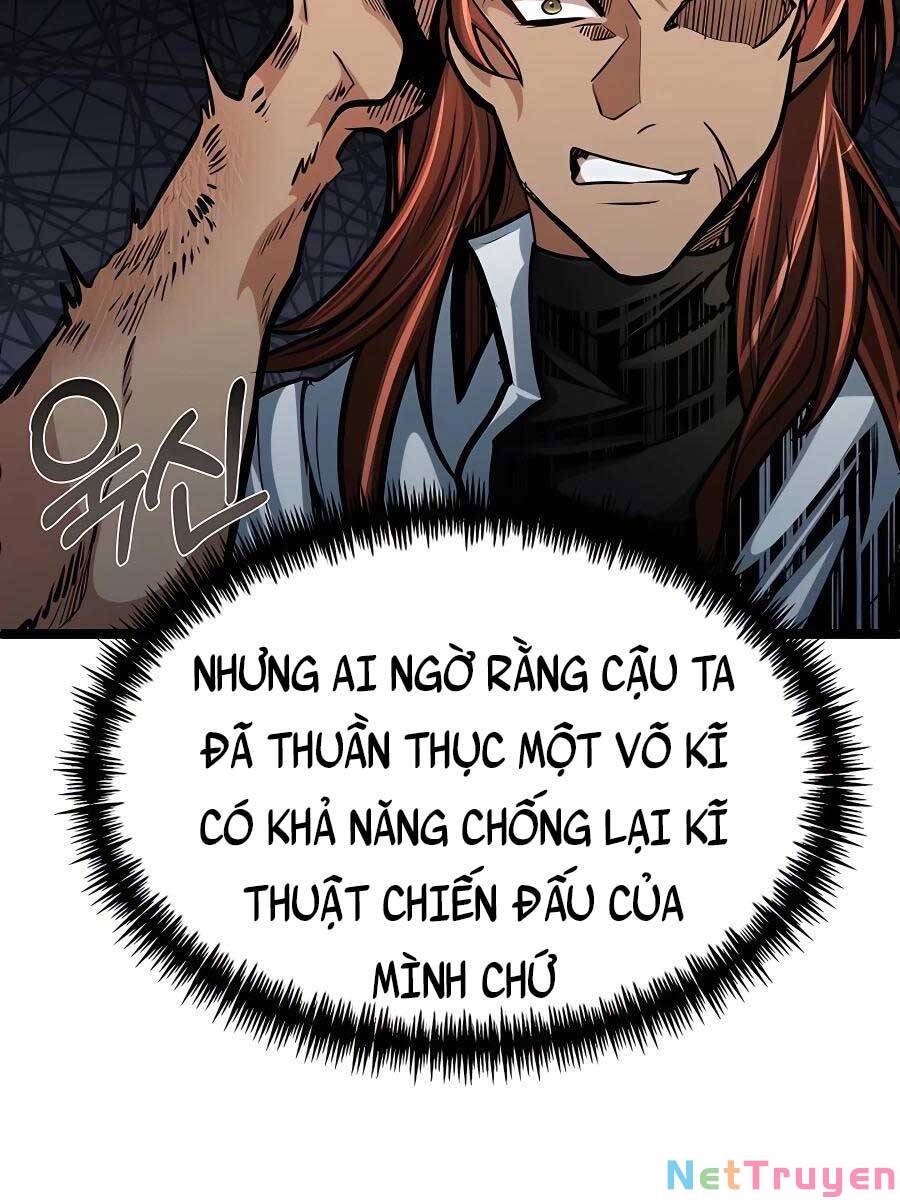 욱신
NHƯNG AI NGỜ RẰNG CẬU TA
ĐÃ THUẦN THỤC MỘT VÕ KĨ
CÓ KHẢ NĂNG CHỐNG LẠI KĨ
THUẬT CHIẾN ĐẤU CỦA
MÌNH CHỨ
NetTruyen